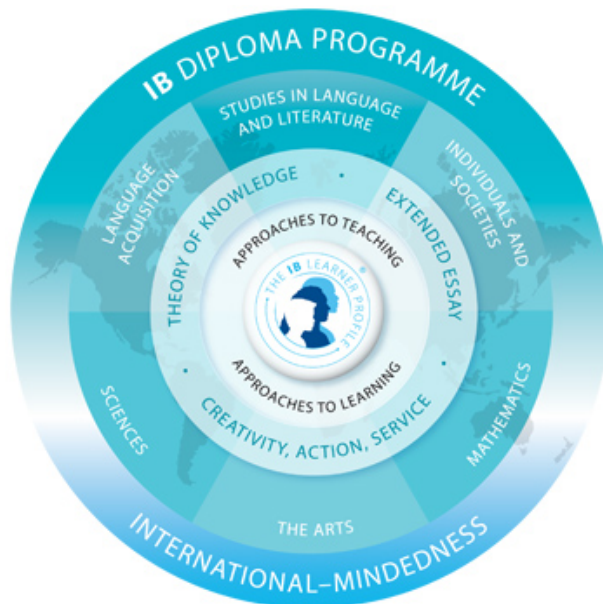 IB DIPLOMA PROGRAMME
STUDIES IN LANGUAGE
AND LITERATURE
LANGUAGE
ACQUISITION
INDIVIDUALS AND
SOCIETIES
THEORY OF KNOWLEDGE
EXTENDED ESSAY
APPROACHES TO TEACHING
THE IB LEARNER PROFILE
®
APPROACHES TO LEARNING
CREATIVITY, ACTION, SERVICE
SCIENCES
MATHEMATICS
THE ARTS
INTERNATIONAL–MINDEDNESS